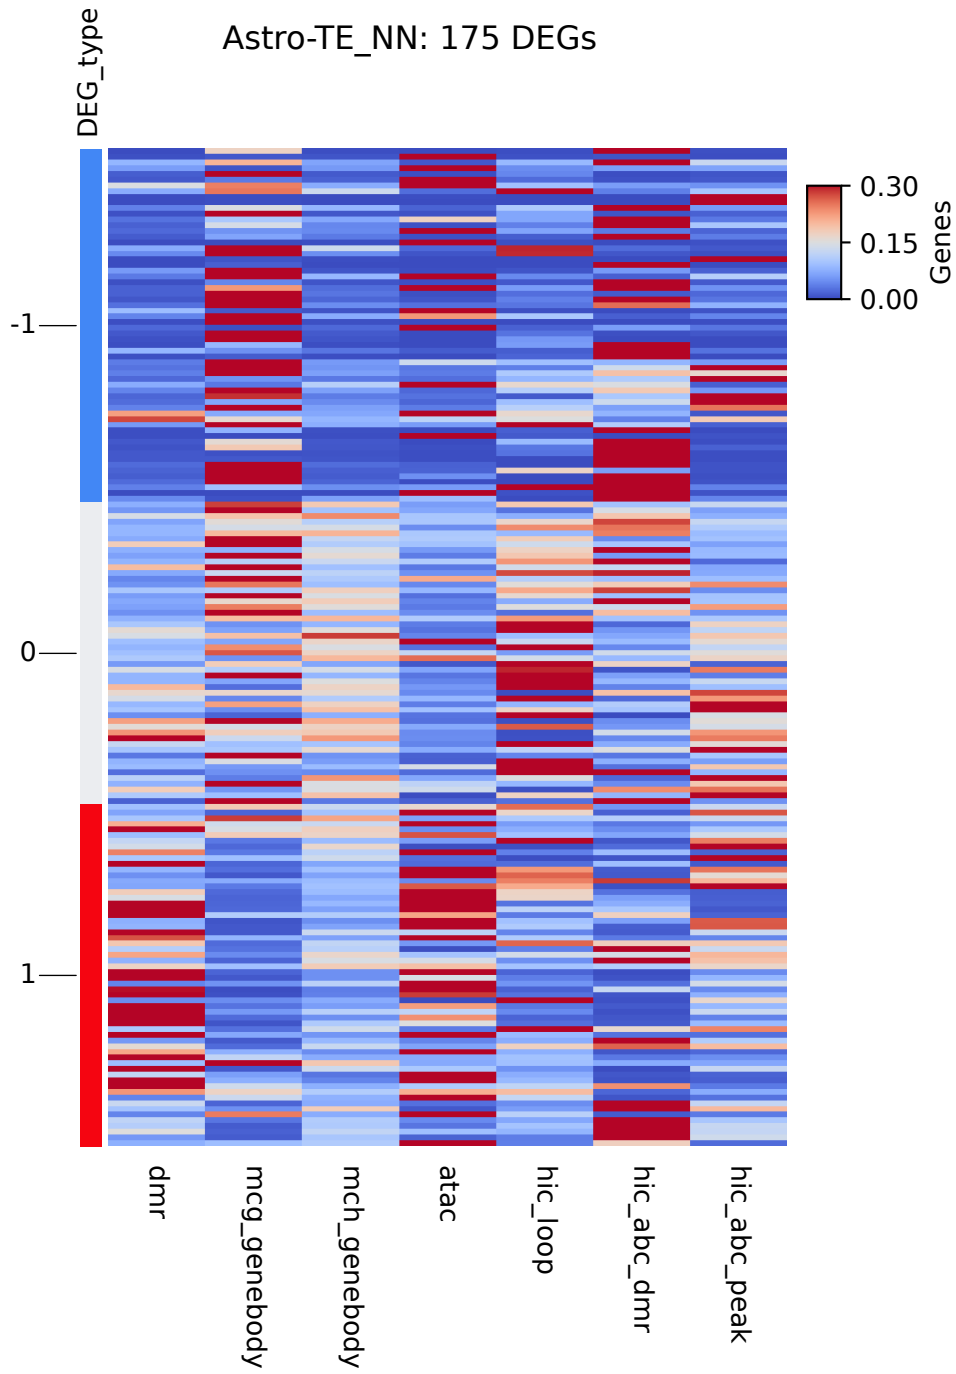 Astro-TE_NN: 175 DEGs
DEG_type
-1
0
1
0.30
0.15
0.00
Genes
dmr
mcg_genebody
mch_genebody
atac
hic_loop
hic_abc_dmr
hic_abc_peak